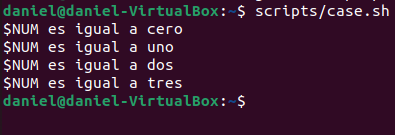 daniel@daniel-VirtualBox:~$ scripts/case.sh
$NUM es igual a cero
$NUM es igual a uno
$NUM es igual a dos
$NUM es igual a tres
daniel@daniel-VirtualBox:~$